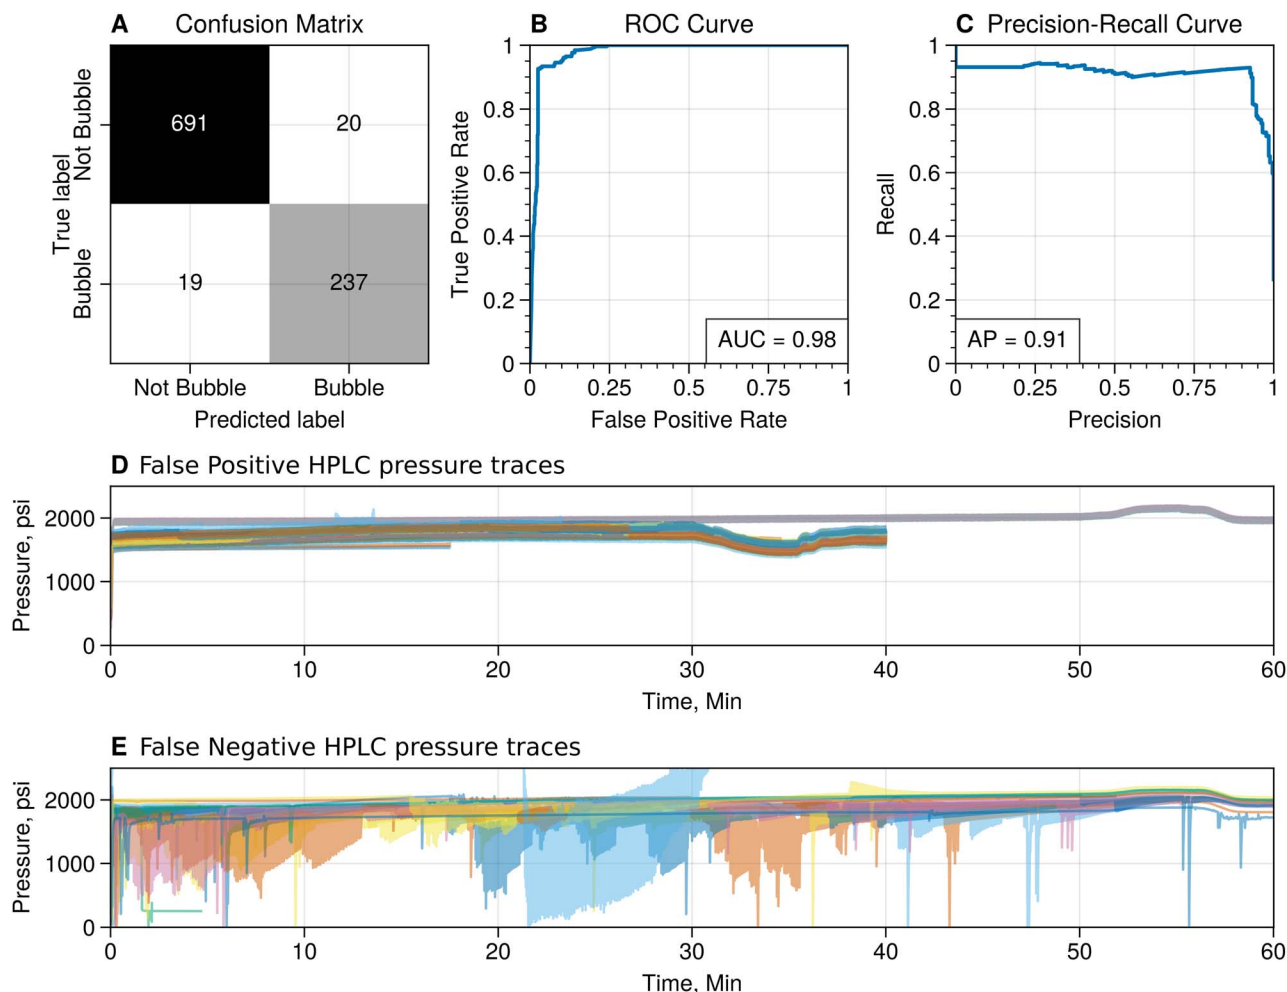 A Confusion Matrix
True label
Not Bubble
Bubble
691
20
19
237
Not Bubble Bubble
Predicted label
B ROC Curve
True Positive Rate
1
0.8
0.6
0.4
0.2
0
AUC = 0.98
0 0.25 0.5 0.75 1
False Positive Rate
C Precision-Recall Curve
Recall
1
0.8
0.6
0.4
0.2
0
AP = 0.91
0 0.25 0.5 0.75 1
Precision
D False Positive HPLC pressure traces
Pressure, psi
2000
1000
0
0 10 20 30 40 50 60
Time, Min
E False Negative HPLC pressure traces
Pressure, psi
2000
1000
0
0 10 20 30 40 50 60
Time, Min